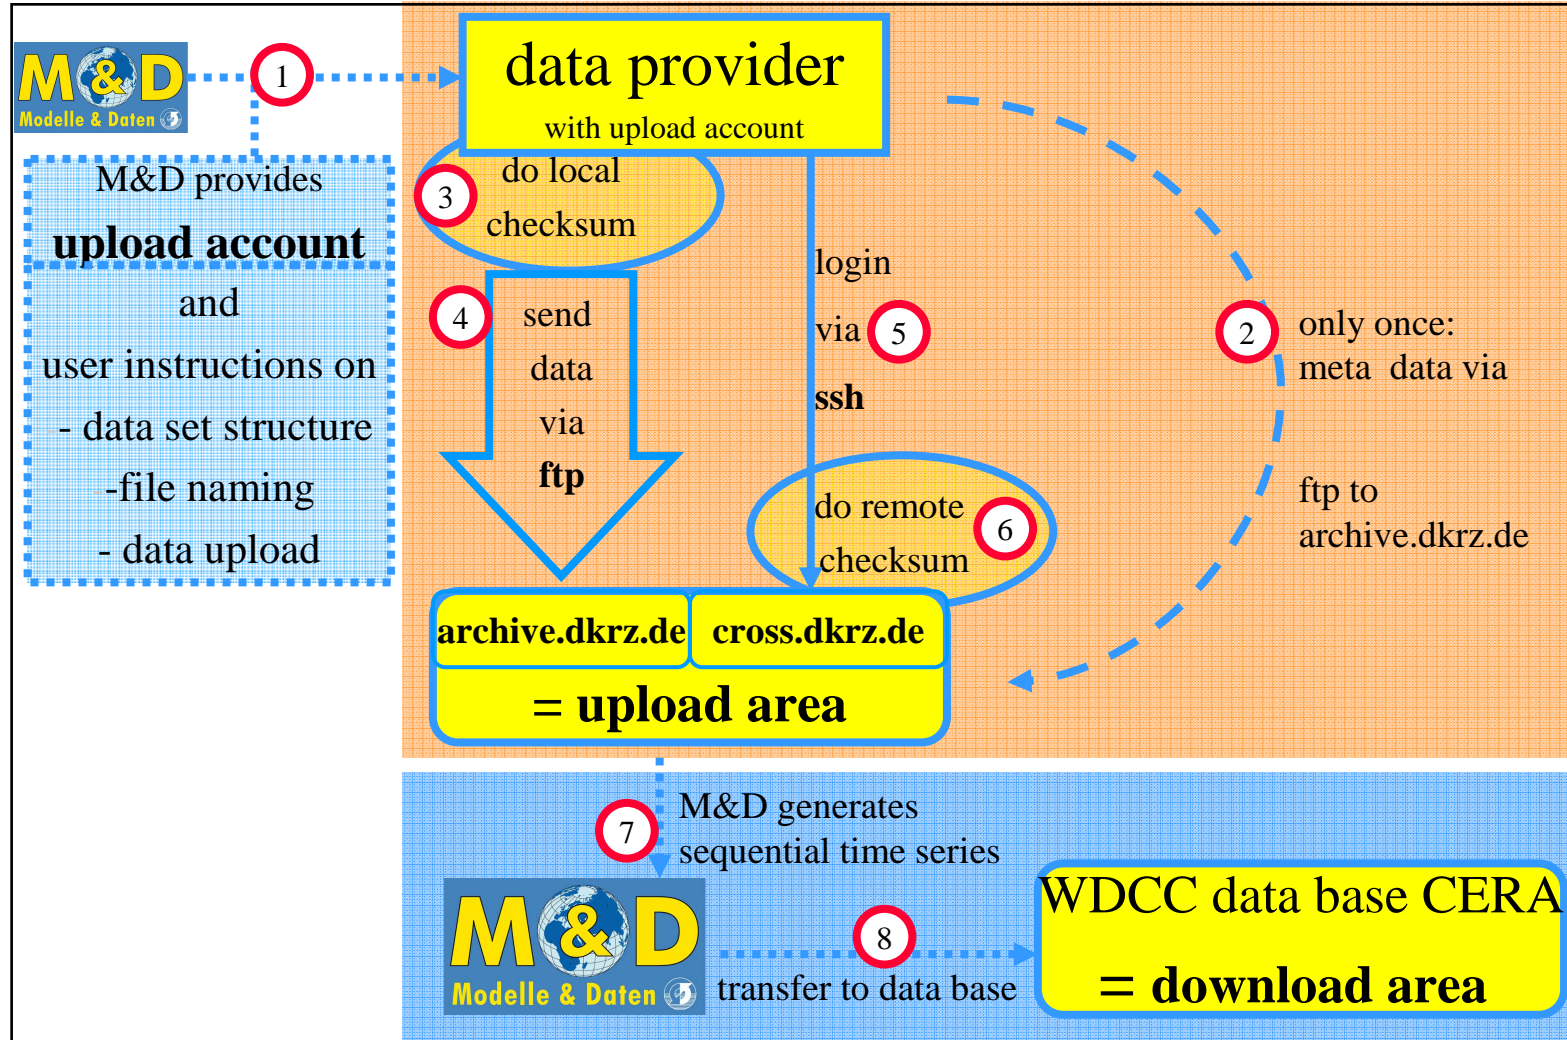 M&D
Modelle & Daten
1
data provider
with upload account
M&D provides
upload account
and
user instructions on
- data set structure
-file naming
- data upload
3
do local
checksum
4
send
data
via
ftp
login
via
5
ssh
2
only once:
meta data via
ftp to
archive.dkrz.de
do remote
checksum
6
archive.dkrz.de
cross.dkrz.de
= upload area
7
M&D generates
sequential time series
M&D
Modelle & Daten
8
transfer to data base
WDCC data base CERA
= download area